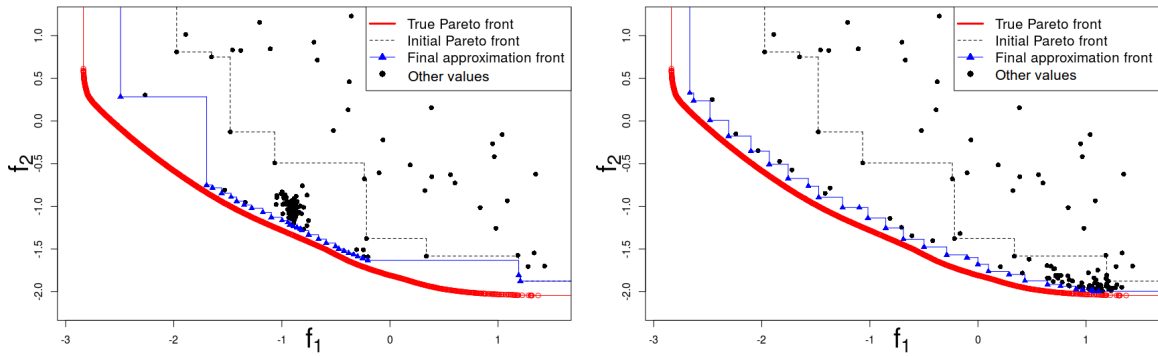 True Pareto front
Initial Pareto front
Final approximation front
Other values
1.0
0.5
0.0
-0.5
-1.0
-1.5
-2.0
f2
-3
-2
-1
0
1
f1
True Pareto front
Initial Pareto front
Final approximation front
Other values
1.0
0.5
0.0
-0.5
-1.0
-1.5
-2.0
f2
-3
-2
-1
0
1
f1